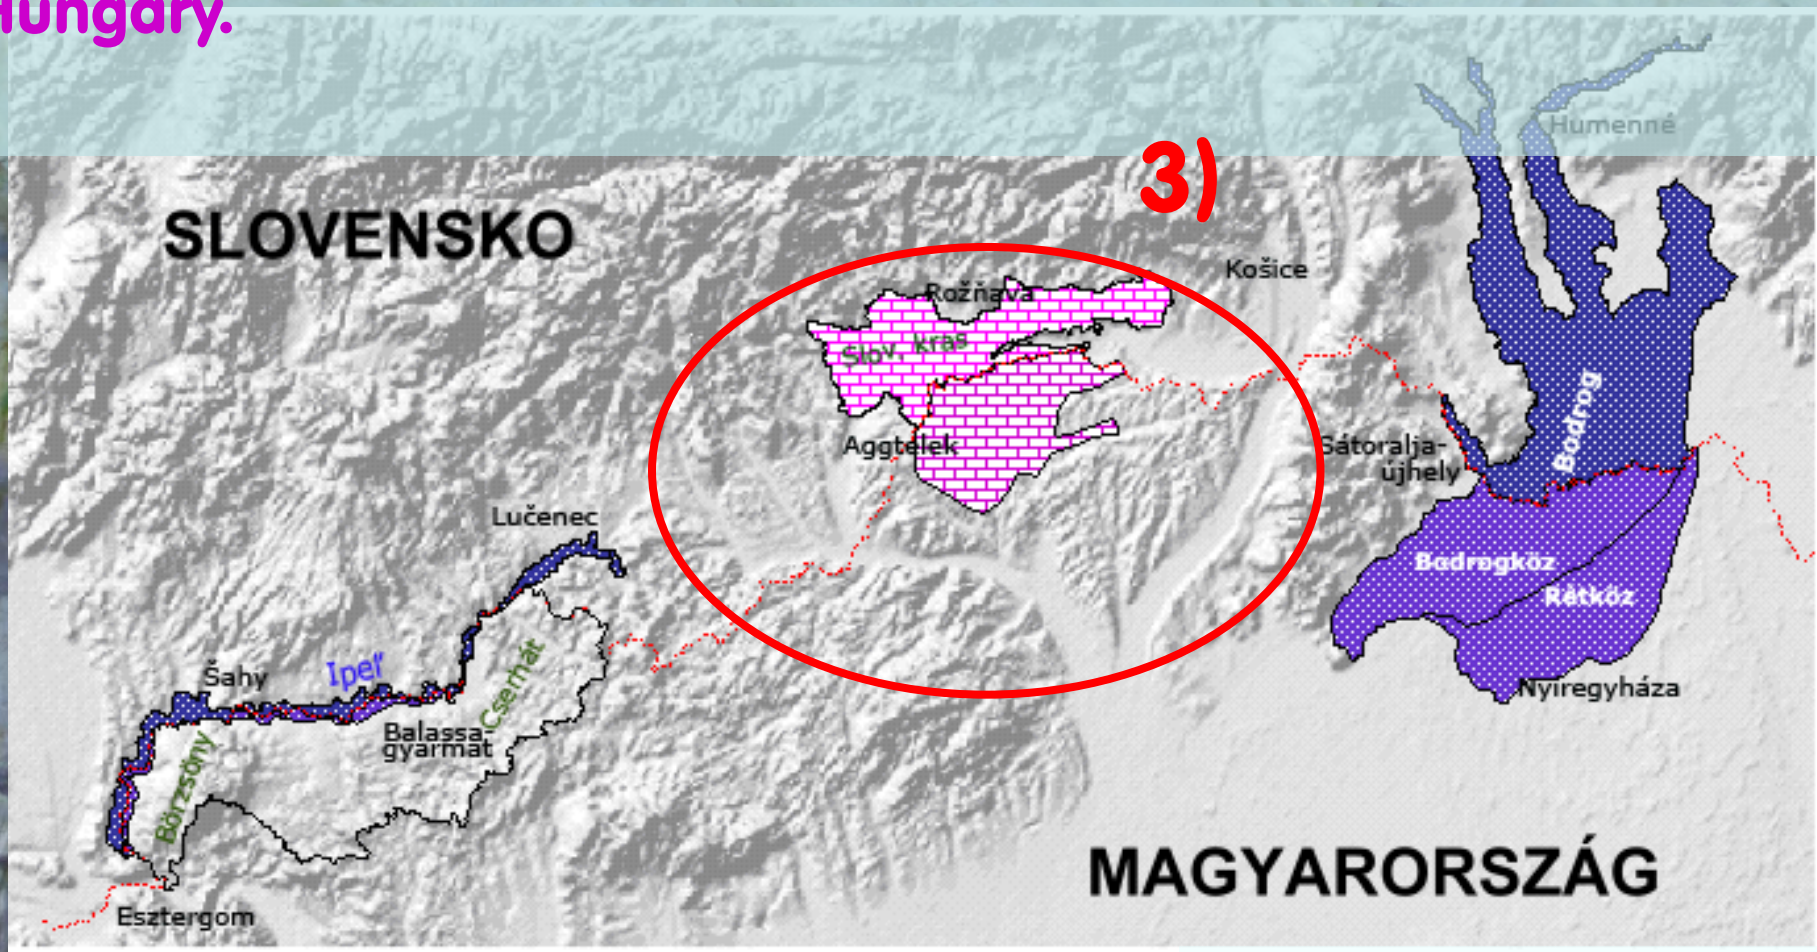 Hungary.
Humenné
3)
SLOVENSKO
Košice
Rožňava
Slov. kras
Bodrog
Aggtelek
Sátoralja-
újhely
Lučenec
Bodrogköz
Rétköz
Ipeľ
Šahy
Cserhát
Nyíregyháza
Balassa-
gyarmat
Börzsöny
MAGYARORSZÁG
Esztergom